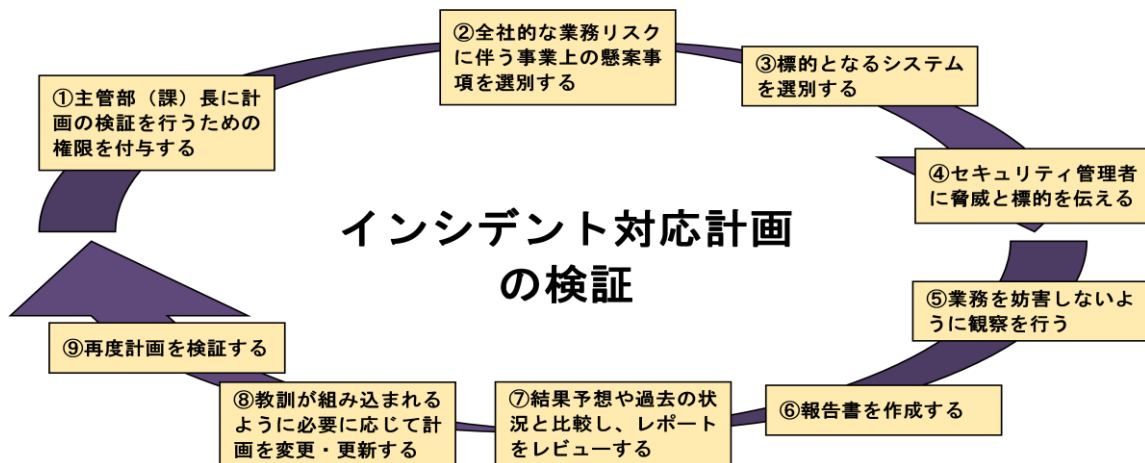 ①主管部（課）長に計
画の検証を行うための
権限を付与する
②全社的な業務リスク
に伴う事業上の懸案事
項を選別する
③標的となるシステム
を選別する
④セキュリティ管理者
に脅威と標的を伝える
インシデント対応計画
の検証
⑤業務を妨害しないよ
うに観察を行う
⑥報告書を作成する
⑦結果予想や過去の状
況と比較し、レポート
をレビューする
⑧教訓が組み込まれる
ように必要に応じて計
画を変更・更新する
⑨再度計画を検証する